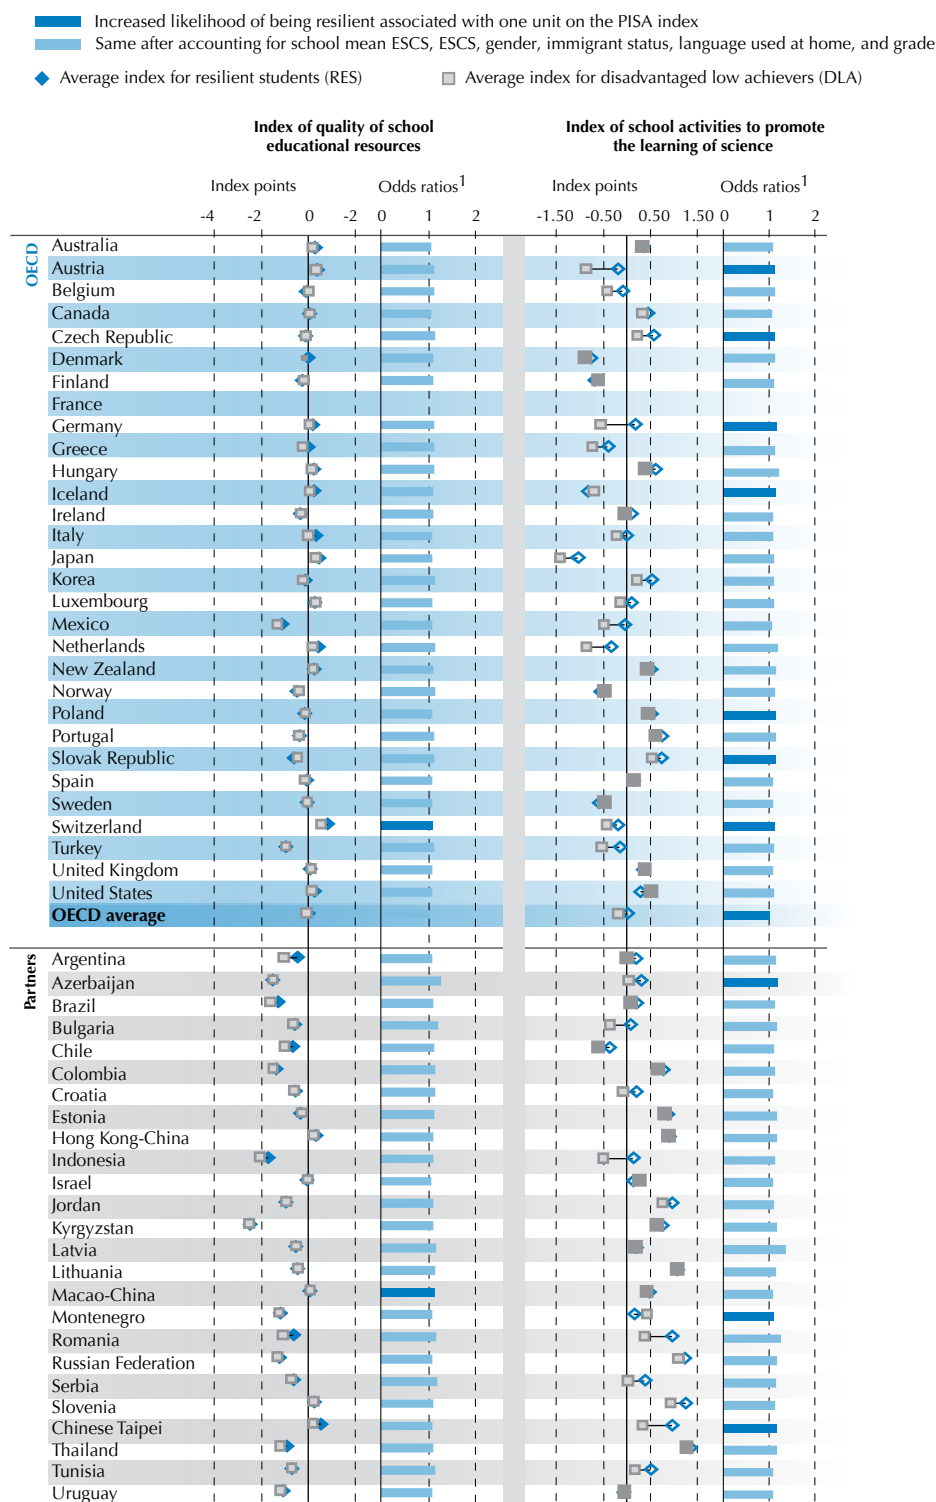 Increased likelihood of being resilient associated with one unit on the PISA index
Same after accounting for school mean ESCS, ESCS, gender, immigrant status, language used at home, and grade
Average index for resilient students (RES) Average index for disadvantaged low achievers (DLA)
Index of quality of school
educational resources
Index of school activities to promote
the learning of science
Index points Odds ratios1 Index points Odds ratios1
-4 -2 0 -2 0 1 2 -1.50 -0.50 0.50 1.50 0 1 2
OECD
Australia
Austria
Belgium
Canada
Czech Republic
Denmark
Finland
France
Germany
Greece
Hungary
Iceland
Ireland
Italy
Japan
Korea
Luxembourg
Mexico
Netherlands
New Zealand
Norway
Poland
Portugal
Slovak Republic
Spain
Sweden
Switzerland
Turkey
United Kingdom
United States
OECD average
Partners
Argentina
Azerbaijan
Brazil
Bulgaria
Chile
Colombia
Croatia
Estonia
Hong Kong-China
Indonesia
Israel
Jordan
Kyrgyzstan
Latvia
Lithuania
Macao-China
Montenegro
Romania
Russian Federation
Serbia
Slovenia
Chinese Taipei
Thailand
Tunisia
Uruguay